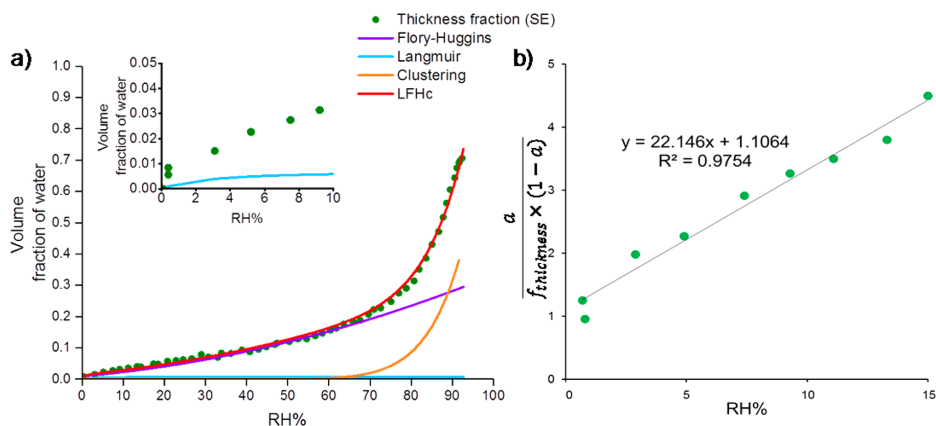 Thickness fraction (SE)
Flory-Huggins
Langmuir
Clustering
LFHc
a)
1.0
0.9
0.8
0.7
0.6
0.5
0.4
0.3
0.2
0.1
0.0
Volume
fraction of water
0 10 20 30 40 50 60 70 80 90 100
RH%
0.05
0.04
0.03
0.02
0.01
0.00
Volume
fraction of water
0 2 4 6 8 10
RH%
b)
5
4
3
2
1
0
a
f thickness × (1 − a)
y = 22.146x + 1.1064
R² = 0.9754
0 5 10 15
RH%